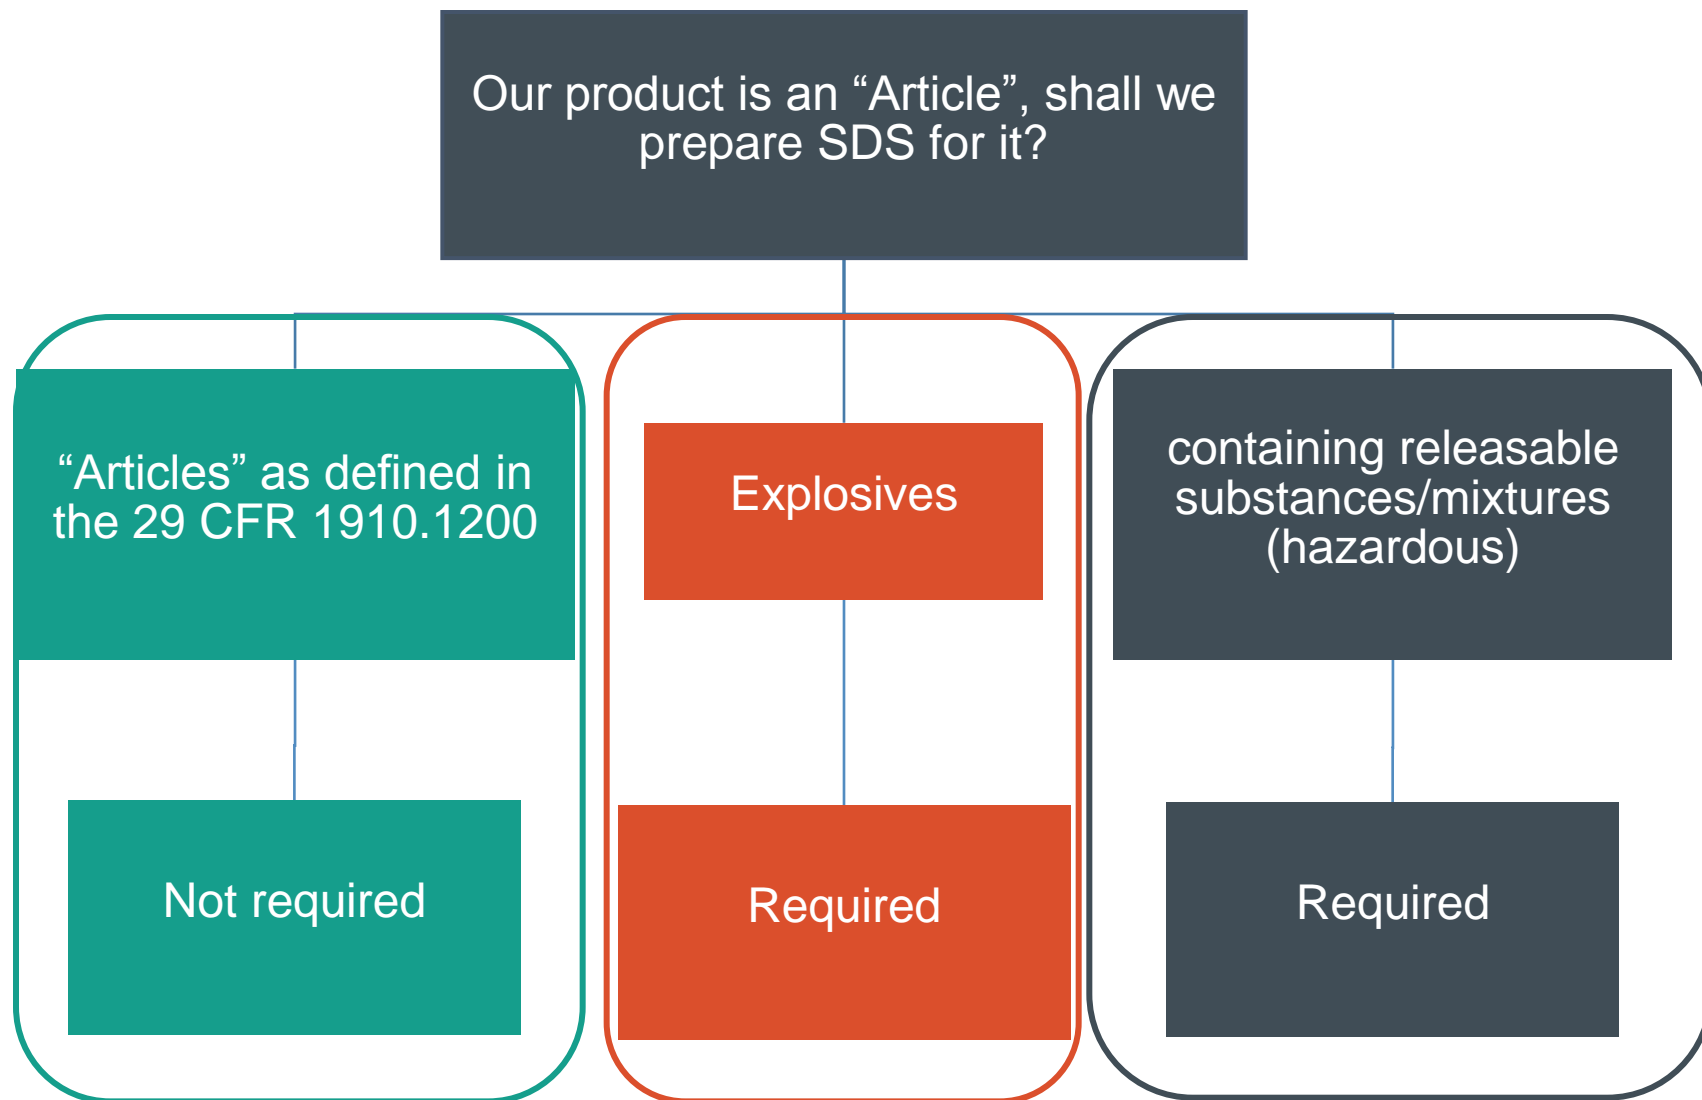 Our product is an “Article”, shall we
prepare SDS for it?
“Articles” as defined in
the 29 CFR 1910.1200
Not required
Explosives
Required
containing releasable
substances/mixtures
(hazardous)
Required